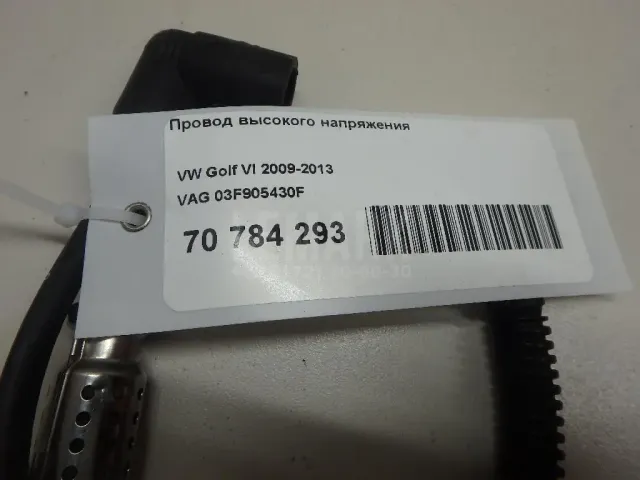 Провод высокого напряжения
VW Golf VI 2009-2013
VAG 03F905430F
70 784 293